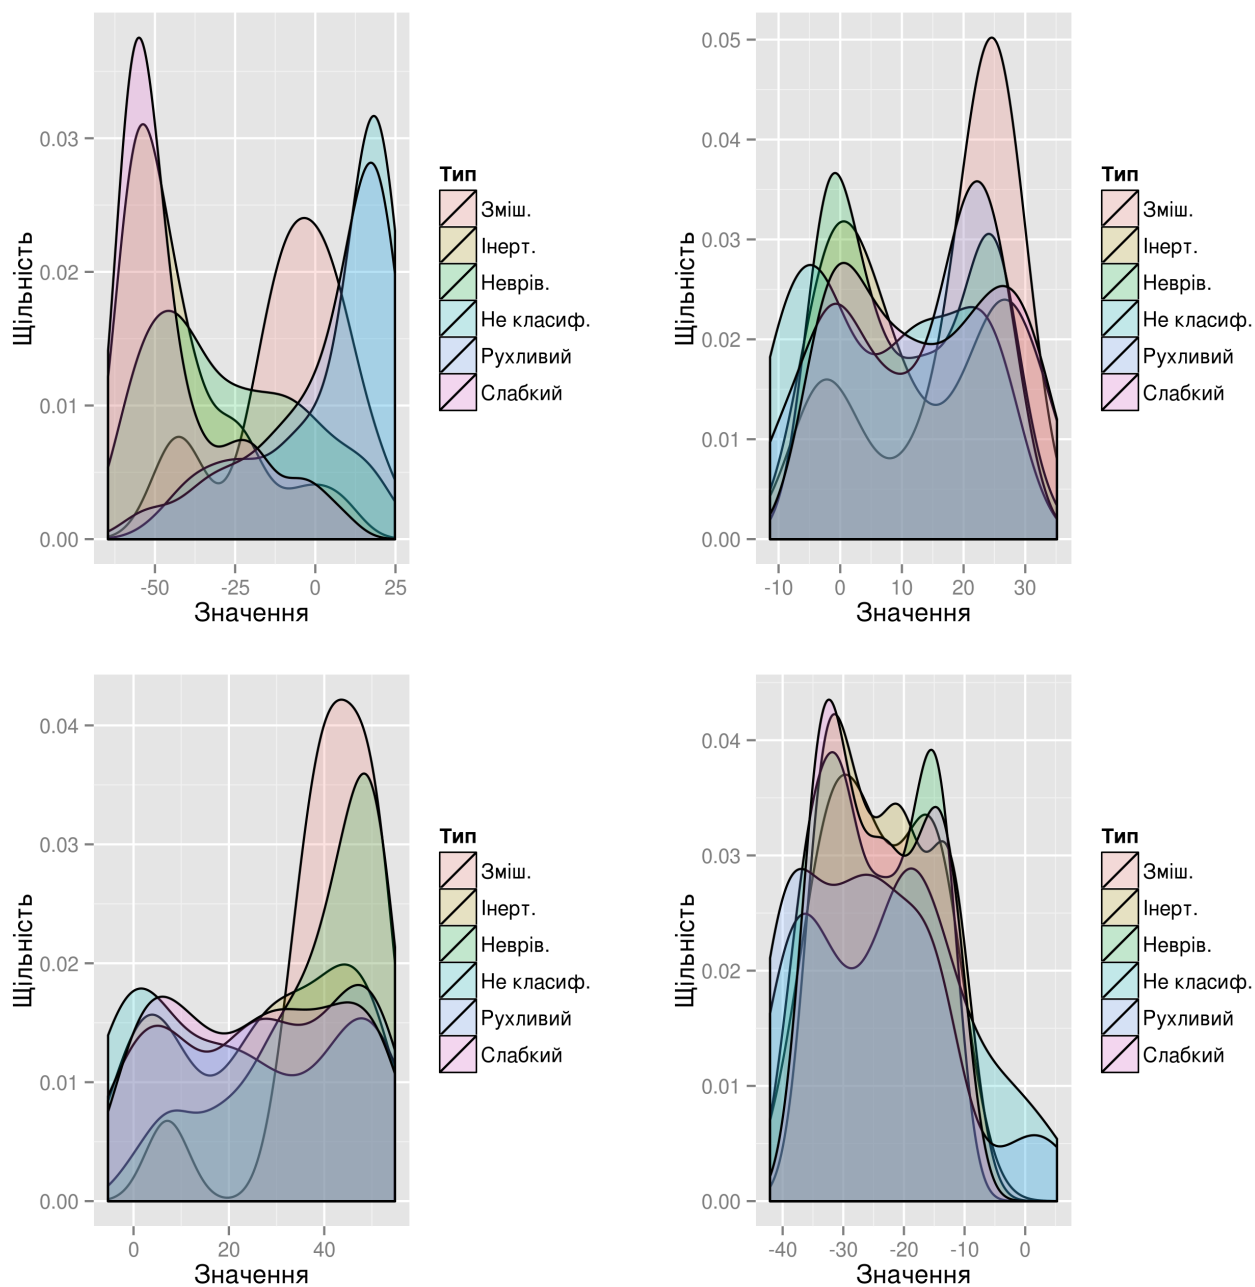 Щільність
0.03
0.02
0.01
0.00
-50 -25 0 25
Значення
Тип
Зміш.
Інерт.
Неврів.
Не класиф.
Рухливий
Слабкий
Щільність
0.05
0.04
0.03
0.02
0.01
0.00
-10 0 10 20 30
Значення
Тип
Зміш.
Інерт.
Неврів.
Не класиф.
Рухливий
Слабкий
Щільність
0.04
0.03
0.02
0.01
0.00
0 20 40
Значення
Тип
Зміш.
Інерт.
Неврів.
Не класиф.
Рухливий
Слабкий
Щільність
0.04
0.03
0.02
0.01
0.00
-40 -30 -20 -10 0
Значення
Тип
Зміш.
Інерт.
Неврів.
Не класиф.
Рухливий
Слабкий